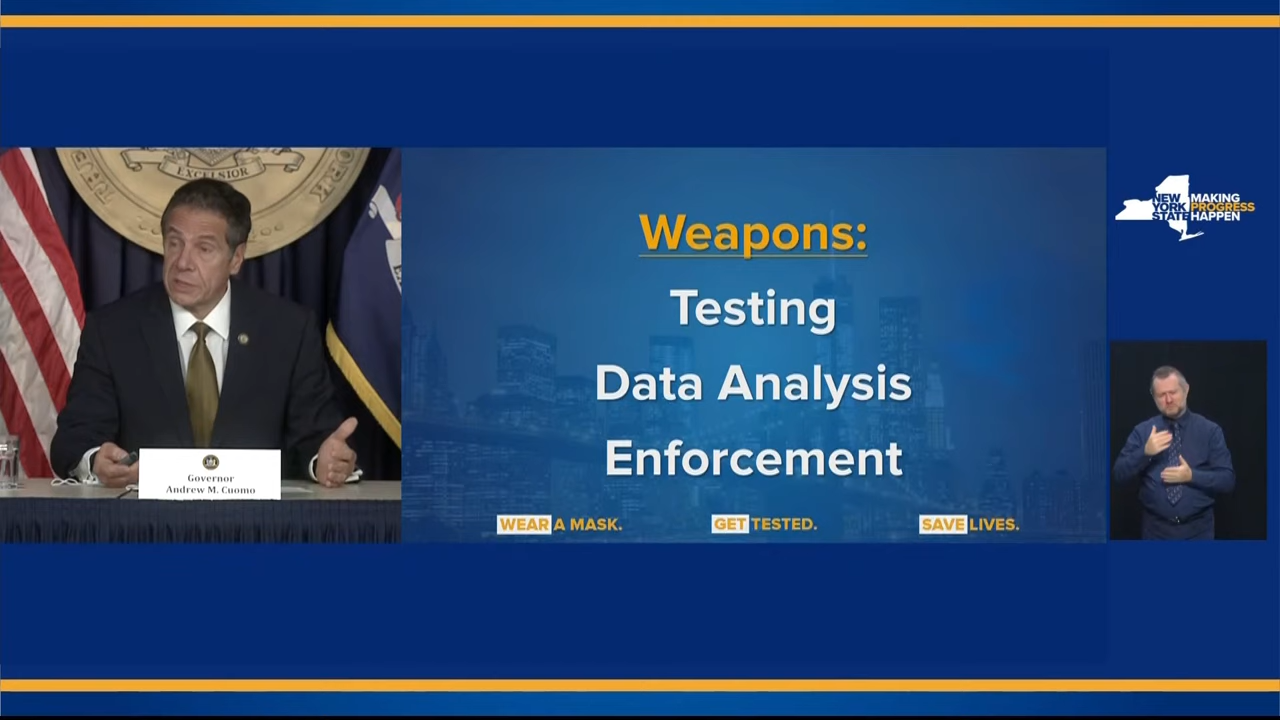 EXCELSIOR
Governor
Andrew M. Cuomo
Weapons:
Testing
Data Analysis
Enforcement
WEAR A MASK.
GET TESTED.
SAVE LIVES.
NEW
YORK
STATE
MAKING
PROGRESS
HAPPEN